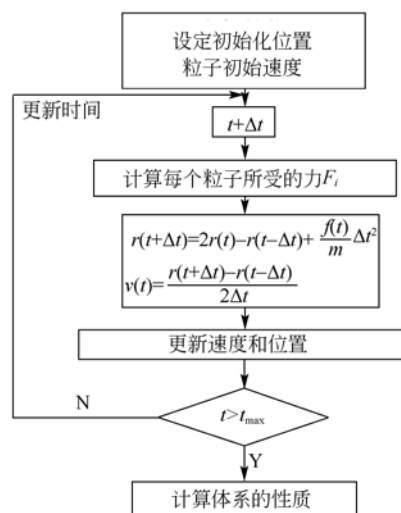 设定初始化位置
粒子初始速度
更新时间
t+Δt
计算每个粒子所受的力F_i
r(t+Δt)=2r(t)-r(t-Δt)+ f(t)/m Δt²
v(t)= r(t+Δt)-r(t-Δt)/2Δt
更新速度和位置
N
t>t_max
Y
计算体系的性质